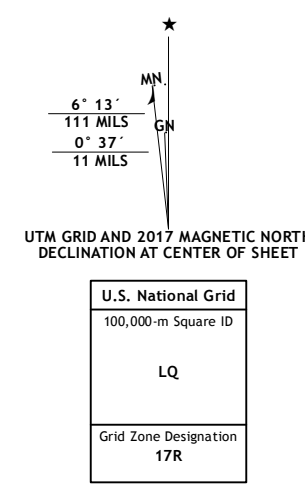 ★
MN.
6° 13´
111 MILS
GN
0° 37´
11 MILS
UTM GRID AND 2017 MAGNETIC NORTH
DECLINATION AT CENTER OF SHEET
U.S. National Grid
100,000-m Square ID
LQ
Grid Zone Designation
17R